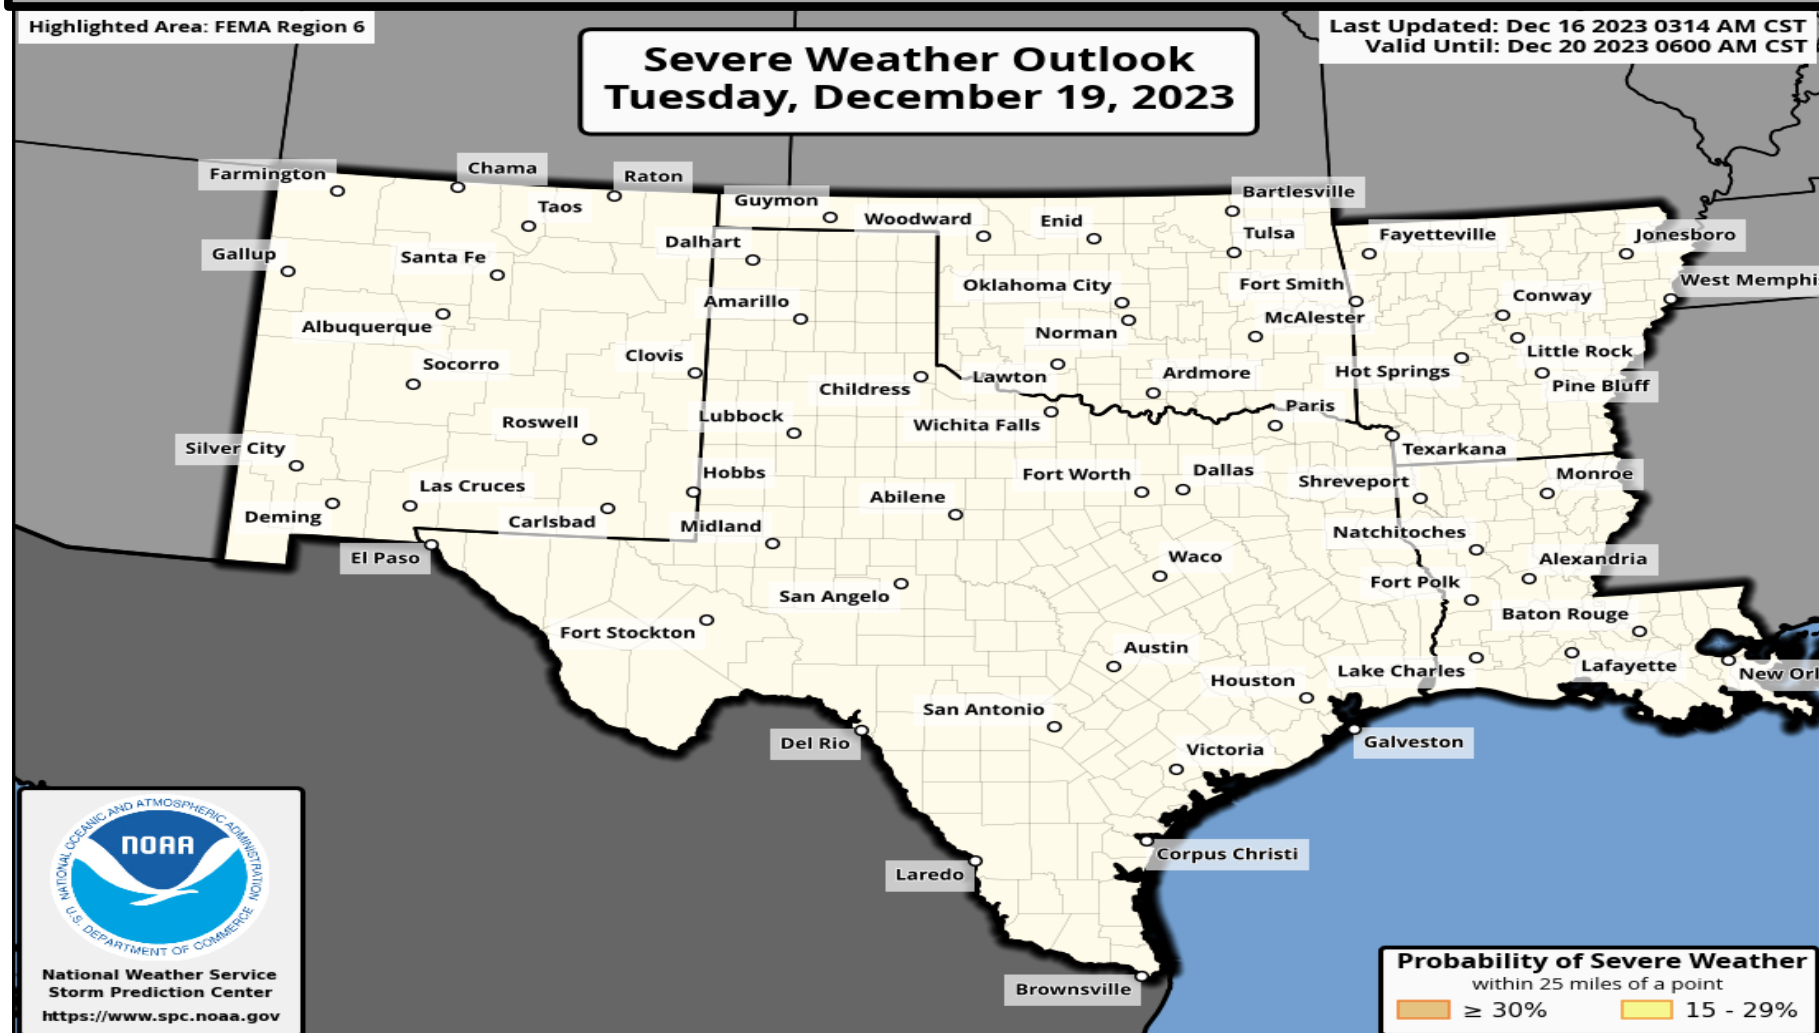 Highlighted Area: FEMA Region 6
Severe Weather Outlook
Tuesday, December 19, 2023
Last Updated: Dec 16 2023 0314 AM CST
Valid Until: Dec 20 2023 0600 AM CST
Farmington
Chama
Raton
Taos
Guymon
Woodward
Enid
Bartlesville
Gallup
Santa Fe
Dalhart
Tulsa
Fayetteville
Jonesboro
Albuquerque
Amarillo
Oklahoma City
Fort Smith
Conway
West Memphi
Norman
McAlester
Socorro
Clovis
Childress
Lawton
Ardmore
Hot Springs
Little Rock
Pine Bluff
Roswell
Lubbock
Wichita Falls
Paris
Texarkana
Silver City
Las Cruces
Hobbs
Abilene
Fort Worth
Dallas
Shreveport
Monroe
Deming
Carlsbad
Midland
Natchitoches
El Paso
San Angelo
Waco
Fort Polk
Alexandria
Fort Stockton
Austin
Baton Rouge
Houston
Lake Charles
Lafayette
New Orl
Del Rio
San Antonio
Victoria
Galveston
Laredo
Corpus Christi
Brownsville
NATIONAL OCEANIC AND ATMOSPHERIC ADMINISTRATION
NOAA
U.S. DEPARTMENT OF COMMERCE
National Weather Service
Storm Prediction Center
https://www.spc.noaa.gov
Probability of Severe Weather
within 25 miles of a point
≥ 30%
15 - 29%